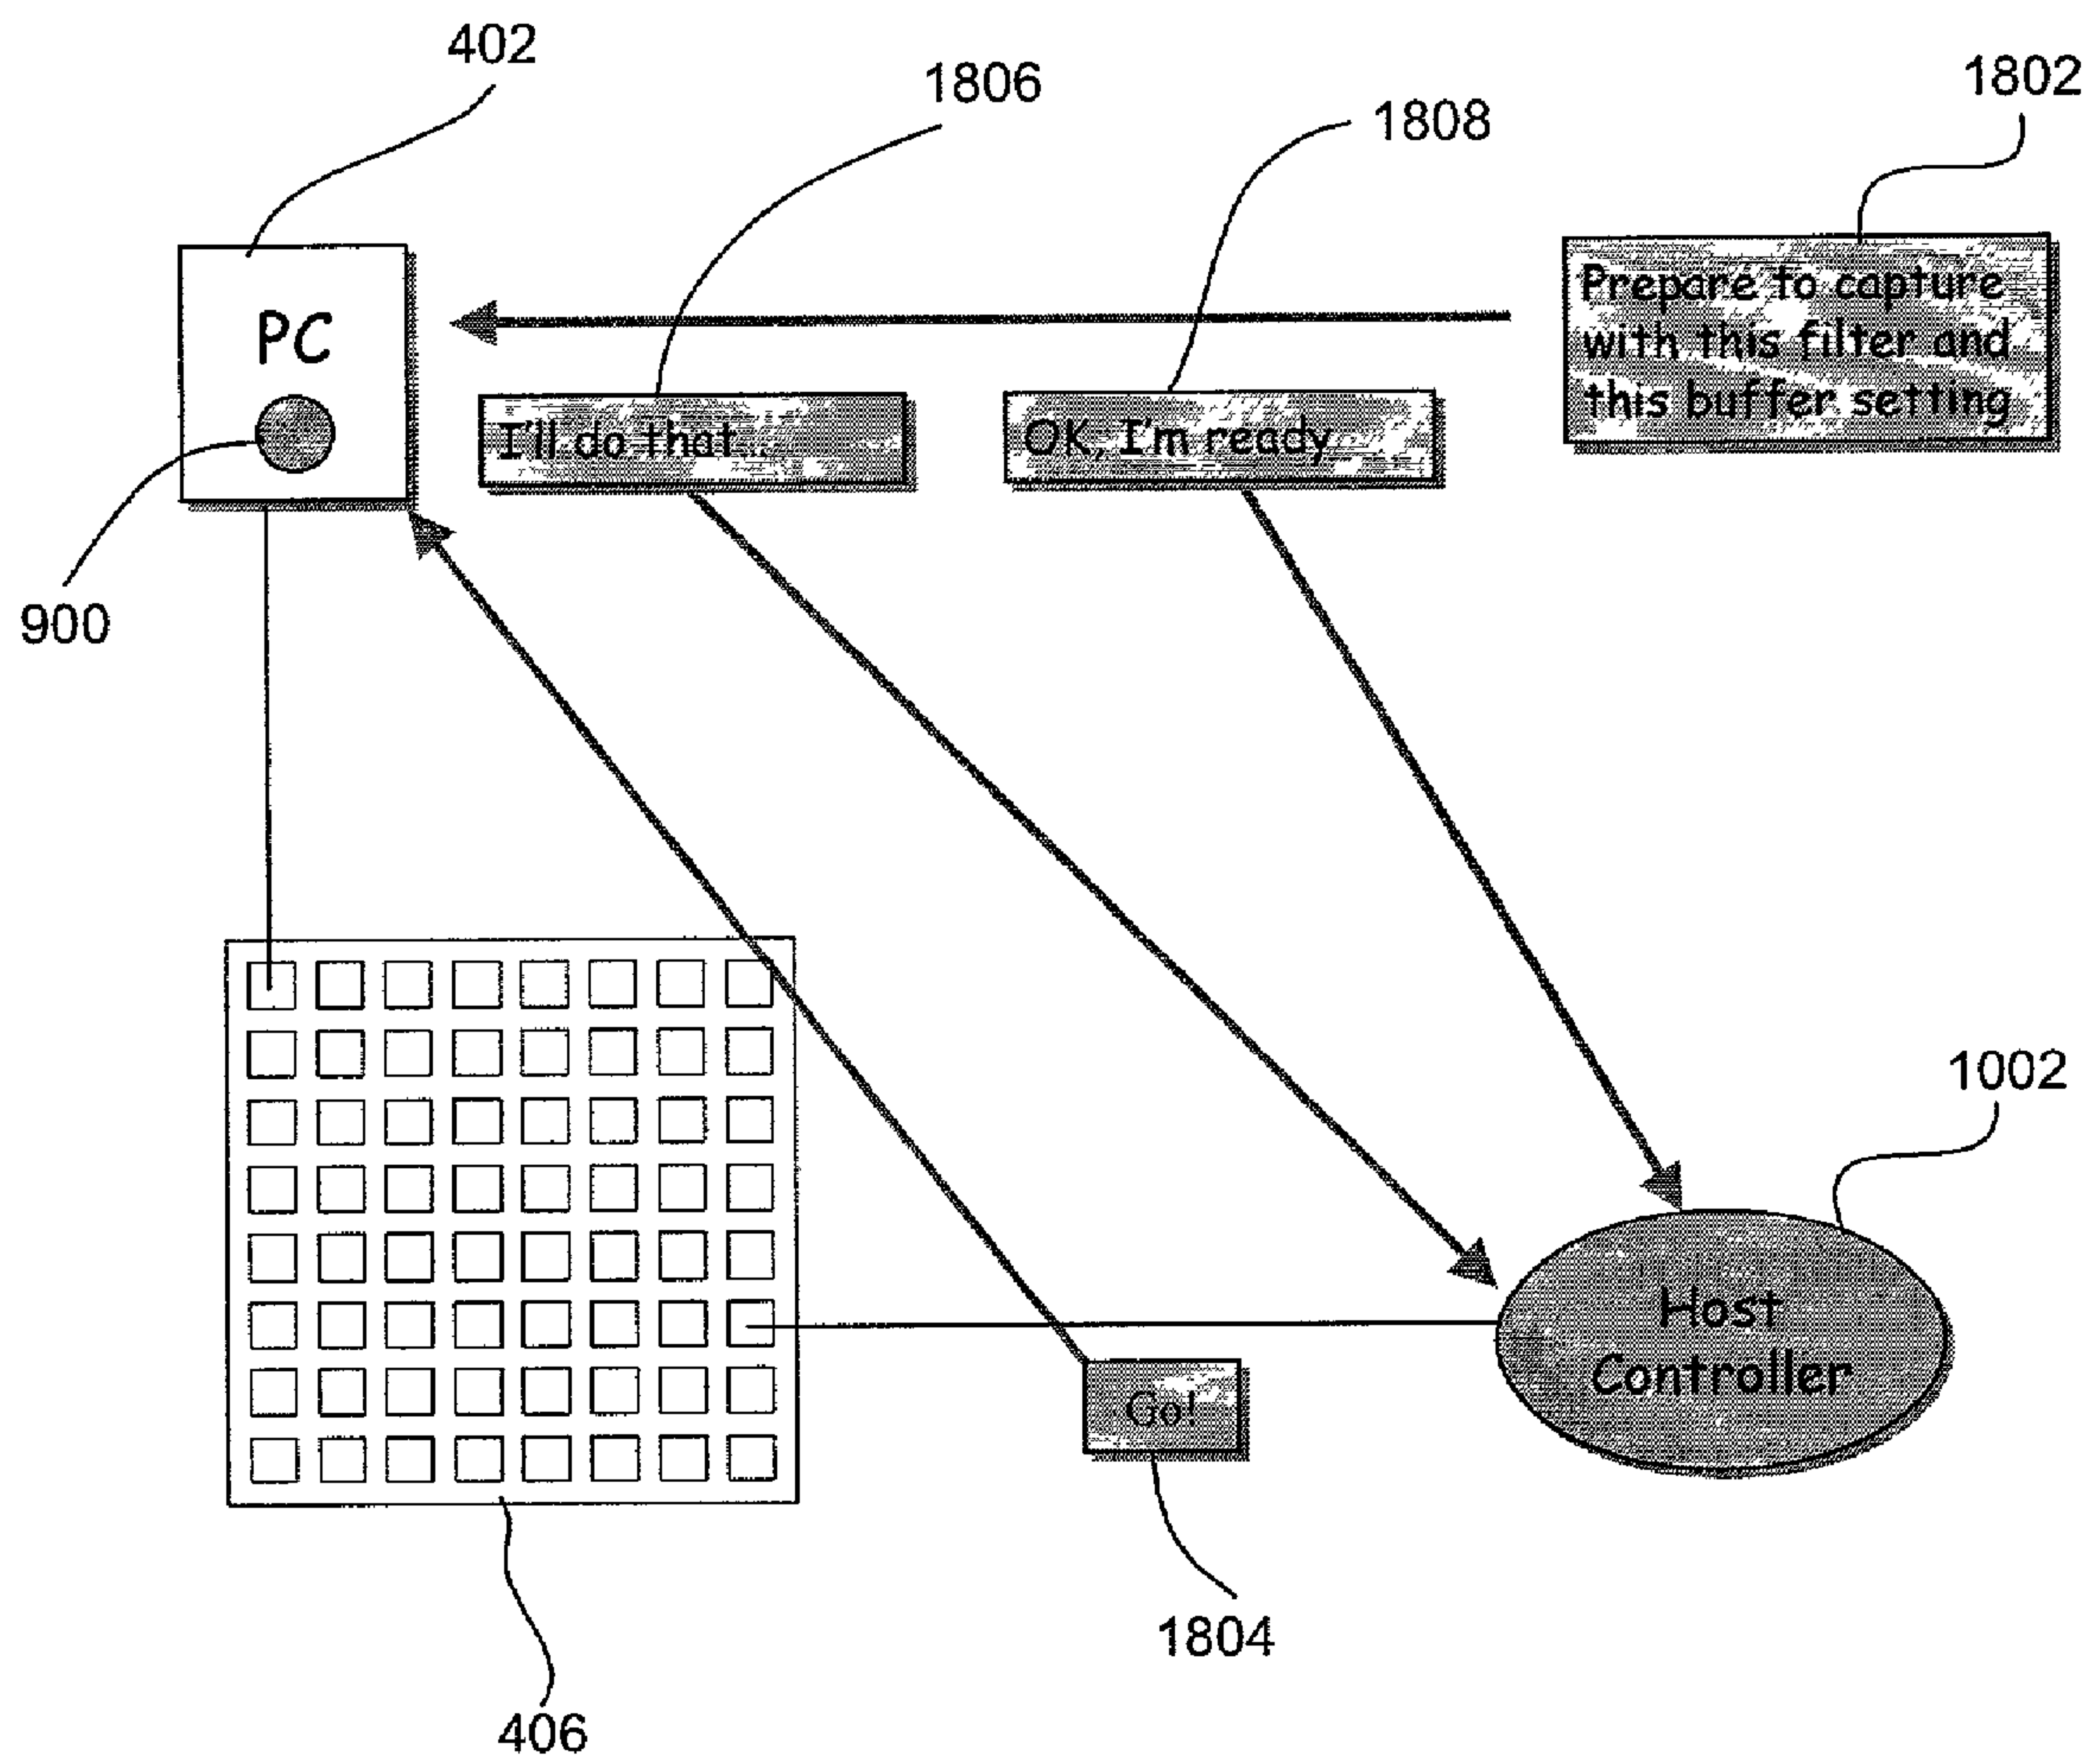 402
1806
1808
1802
PC
Prepare to capture
with this filter and
this buffer setting
I'll do that...
OK, I'm ready
900
1002
Host
Controller
Go!
1804
406